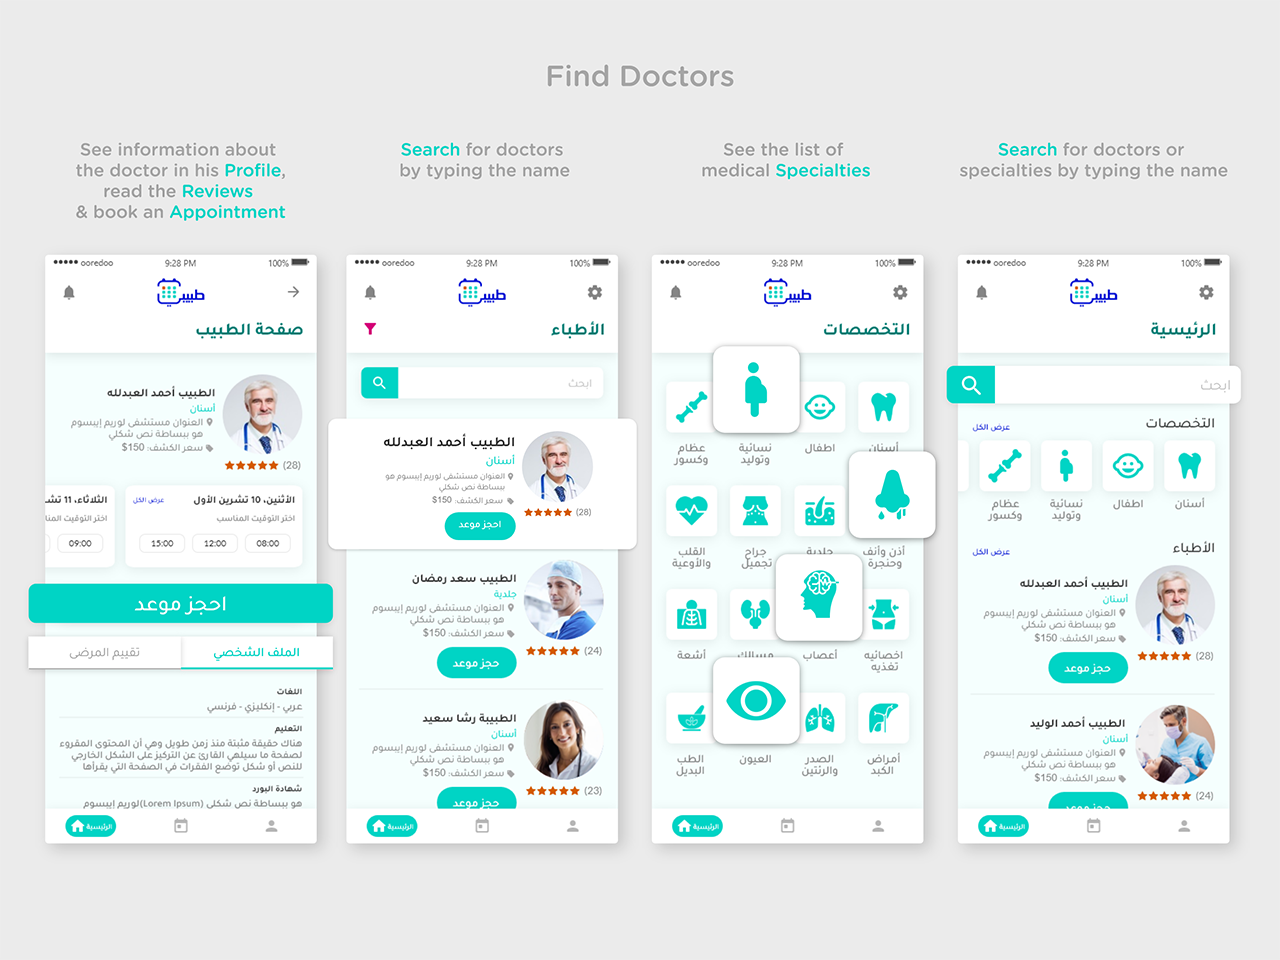 Find Doctors
See information about
the doctor in his Profile,
read the Reviews
& book an Appointment
Search for doctors
by typing the name
See the list of
medical Specialties
Search for doctors or
specialties by typing the name
ooredoo 9:28 PM 100%
طبيب
صفحة الطبيب
الطبيب أحمد العبدلله
أسنان
العنوان مستشفى لوريم إيبسوم
هو ببساطة نص شكلي
سعر الكشف: 150$
(28)
الأثنين، 10 تشرين الأول
عرض الكل
الثلاثاء، 11
اختر التوقيت المناسب
اختر التوقيت
08:00
12:00
15:00
09:00
احجز موعد
الملف الشخصي
تقييم المرضى
اللغات
عربي - إنكليزي - فرنسي
التعليم
هناك حقيقة مثبتة منذ زمن طويل وهي أن المحتوى المقروء
لصفحة ما سيلهي القارئ عن التركيز على الشكل الخارجي
للنص أو شكل توضع الفقرات في الصفحة التي يقرأها
شهادة البورد
هو ببساطة نص شكلي (Lorem Ipsum)لوريم إيبسوم
الرئيسية
ooredoo 9:28 PM 100%
طبيب
الأطباء
ابحث
الطبيب أحمد العبدلله
أسنان
العنوان مستشفى لوريم إيبسوم هو
ببساطة نص شكلي
سعر الكشف: 150$
(28)
احجز موعد
الطبيب سعد رمضان
جلدية
العنوان مستشفى لوريم إيبسوم
هو ببساطة نص شكلي
سعر الكشف: 150$
(24)
حجز موعد
الطبيبة رشا سعيد
أسنان
العنوان مستشفى لوريم إيبسوم
هو ببساطة نص شكلي
سعر الكشف: 150$
(23)
حجز موعد
الرئيسية
ooredoo 9:28 PM 100%
طبيب
التخصصات
أسنان
اطفال
نسائية
وتوليد
عظام
وكسور
أذن وأنف
وحنجرة
جلدية
جراح
تجميل
القلب
والأوعية
اخصائيه
تغذيه
أعصاب
مسالك
أشعة
أمراض
الكبد
الصدر
والرئتين
العيون
الطب
البديل
الرئيسية
ooredoo 9:28 PM 100%
طبيب
الرئيسية
ابحث
التخصصات
عرض الكل
أسنان
اطفال
نسائية
وتوليد
عظام
وكسور
الأطباء
عرض الكل
الطبيب أحمد العبدلله
أسنان
العنوان مستشفى لوريم إيبسوم
هو ببساطة نص شكلي
سعر الكشف: 150$
(28)
حجز موعد
الطبيب أحمد الوليد
أسنان
العنوان مستشفى لوريم إيبسوم
هو ببساطة نص شكلي
سعر الكشف: 150$
(24)
حجز موعد
الرئيسية